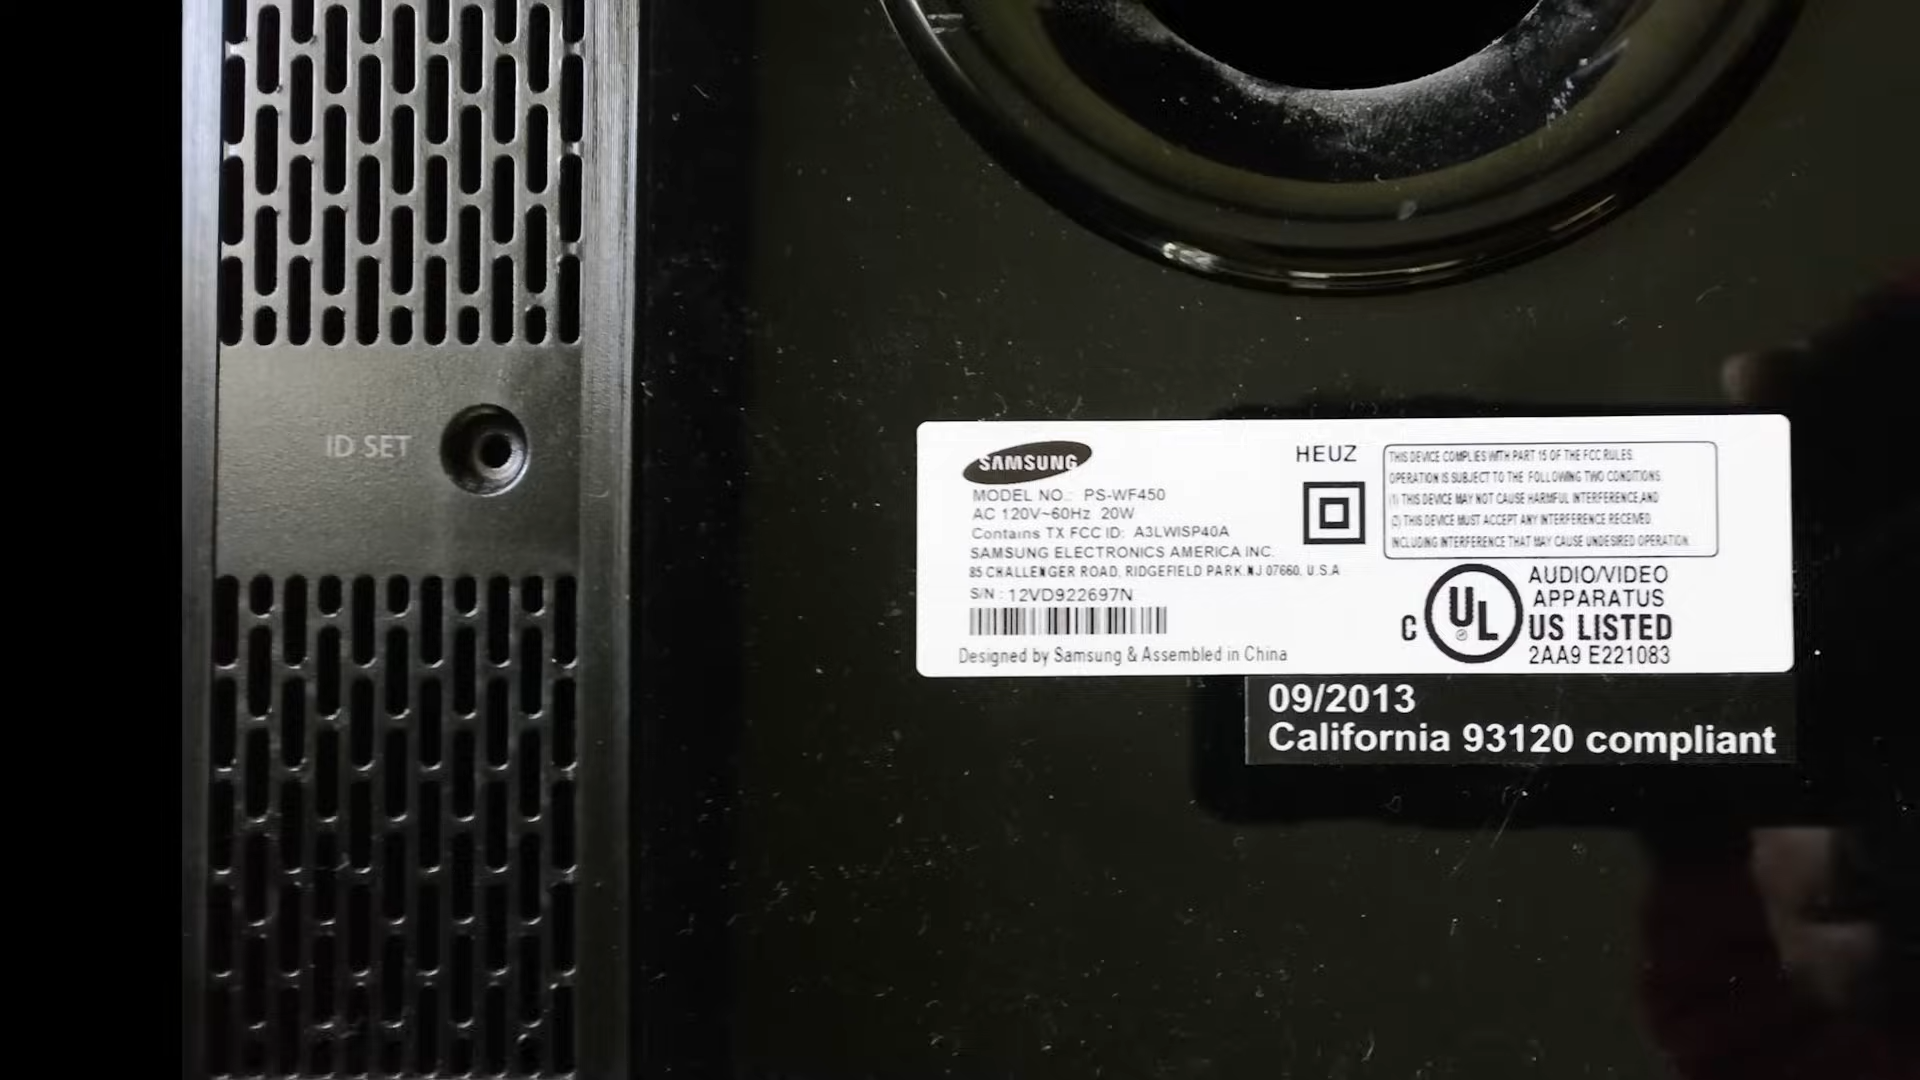 ID SET
SAMSUNG
MODEL NO.: PS-WF450
AC 120V~60Hz 20W
Contains TX FCC ID: A3LWISP40A
SAMSUNG ELECTRONICS AMERICA INC.
85 CHALLENGER ROAD, RIDGEFIELD PARK.NJ 07660, U.S.A
S/N : 12VD922697N
Designed by Samsung & Assembled in China
HEUZ
THIS DEVICE COMPLIES WITH PART 15 OF THE FCC RULES.
OPERATION IS SUBJECT TO THE FOLLOWING TWO CONDITIONS.
(1) THIS DEVICE MAY NOT CAUSE HARMFUL INTERFERENCE,AND
(2) THIS DEVICE MUST ACCEPT ANY INTERFERENCE RECEIVED,
INCLUDING INTERFERENCE THAT MAY CAUSE UNDESIRED OPERATION.
C UL
AUDIO/VIDEO
APPARATUS
US LISTED
2AA9 E221083
09/2013
California 93120 compliant